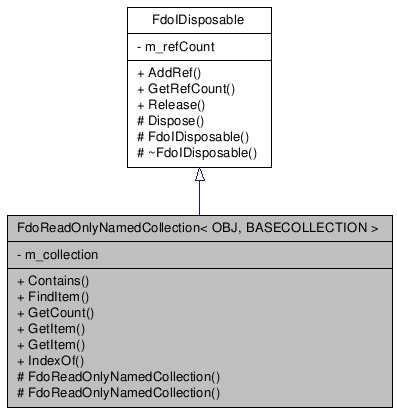 FdoIDisposable
- m_refCount
+ AddRef()
+ GetRefCount()
+ Release()
# Dispose()
# FdoIDisposable()
# ~FdoIDisposable()
FdoReadOnlyNamedCollection< OBJ, BASECOLLECTION >
- m_collection
+ Contains()
+ FindItem()
+ GetCount()
+ GetItem()
+ GetItem()
+ IndexOf()
# FdoReadOnlyNamedCollection()
# FdoReadOnlyNamedCollection()